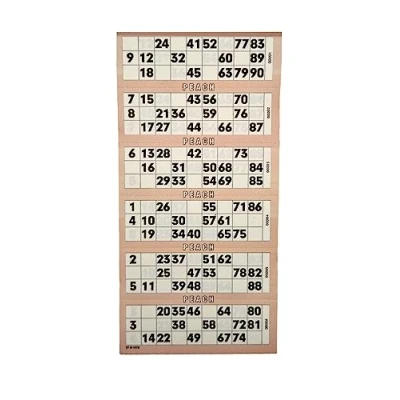 24 41 52 77 83
9 12 32 60 89
18 45 63 79 90
PEACH
7 15 43 56 70
8 21 36 59 76
17 27 44 66 87
PEACH
6 13 28 42 73
16 31 50 68 84
29 33 54 69 85
PEACH
1 26 55 71 86
4 10 30 57 61
19 34 40 65 75
PEACH
2 23 37 51 62
25 47 53 78 82
5 11 39 48 88
PEACH
20 35 46 64 80
3 38 58 72 81
14 22 49 67 74